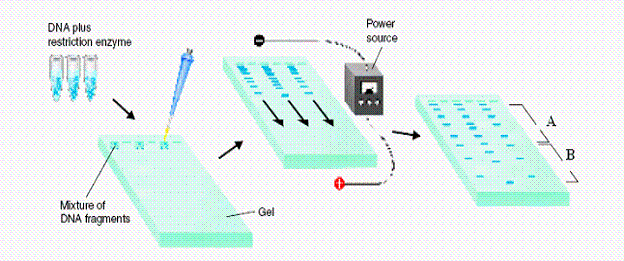 DNA plus
restriction enzyme
Power
source
−
+
A
B
Mixture of
DNA fragments
Gel